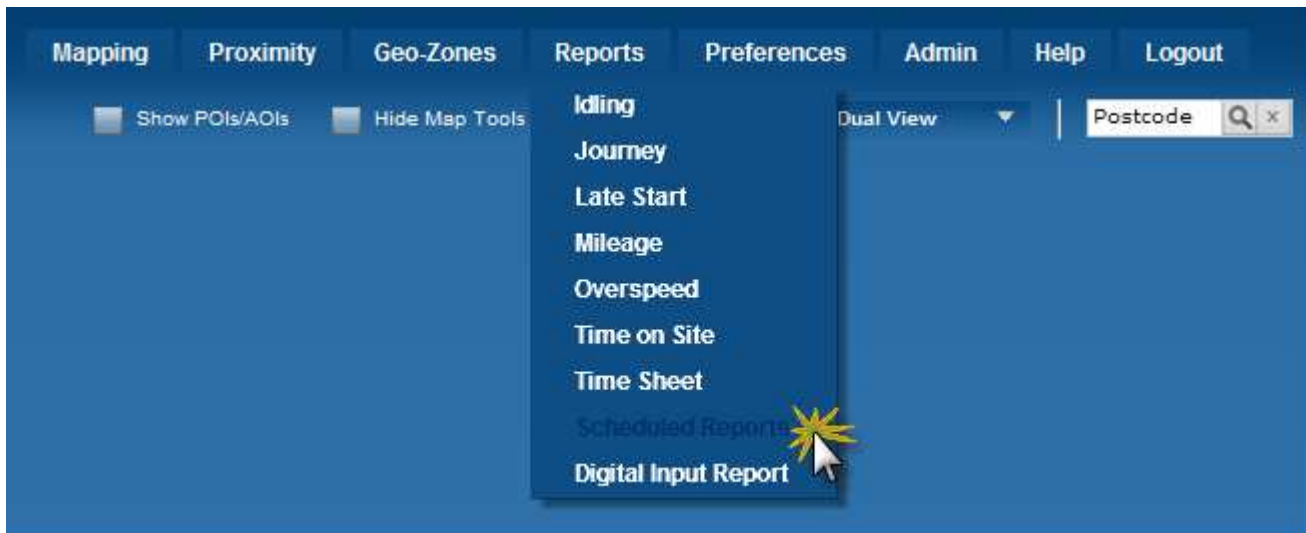 Mapping Proximity Geo-Zones Reports Preferences Admin Help Logout
Show POIs/AOIs Hide Map Tools Dual View Postcode
Idling
Journey
Late Start
Mileage
Overspeed
Time on Site
Time Sheet
Scheduled Reports
Digital Input Report